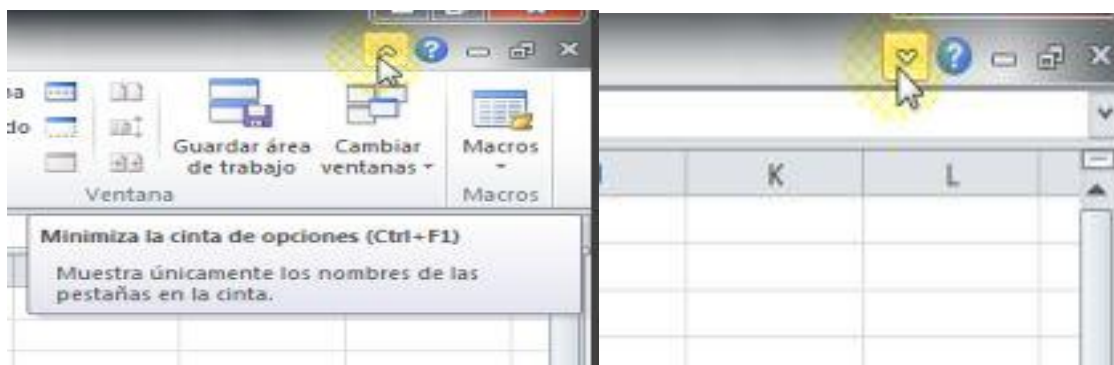 Guardar área
de trabajo
Cambiar
ventanas
Macros
Ventana
Macros
Minimiza la cinta de opciones (Ctrl+F1)
Muestra únicamente los nombres de las
pestañas en la cinta.
K
L